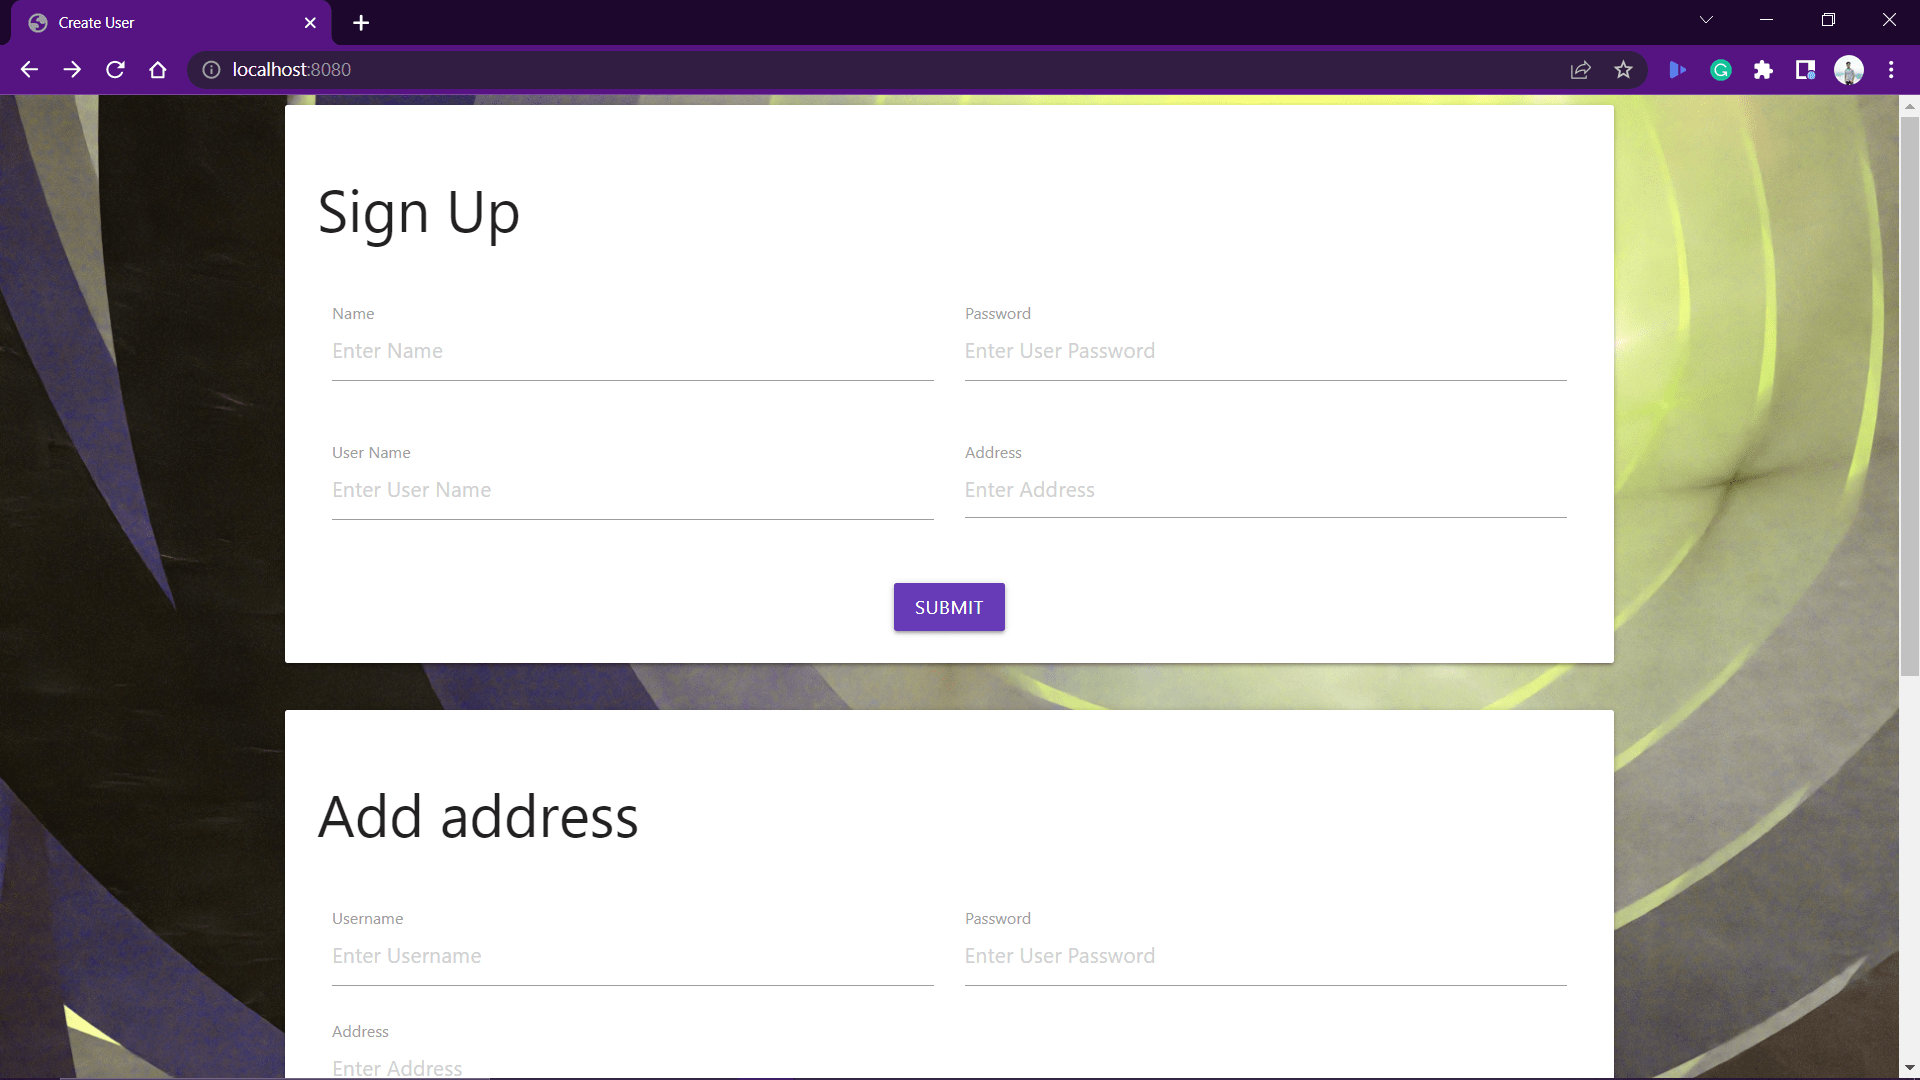 Create User
localhost:8080
Sign Up
Name
Password
Enter Name
Enter User Password
User Name
Address
Enter User Name
Enter Address
SUBMIT
Add address
Username
Password
Enter Username
Enter User Password
Address
Enter Address